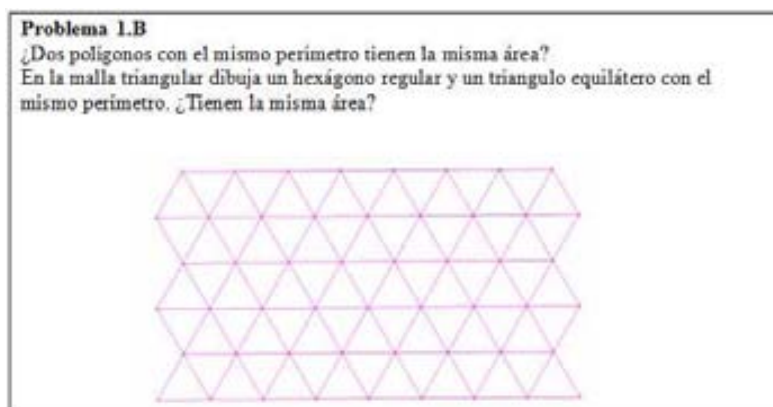 Problema 1.B
¿Dos polígonos con el mismo perímetro tienen la misma área?
En la malla triangular dibuja un hexágono regular y un triangulo equilátero con el
mismo perímetro. ¿Tienen la misma área?